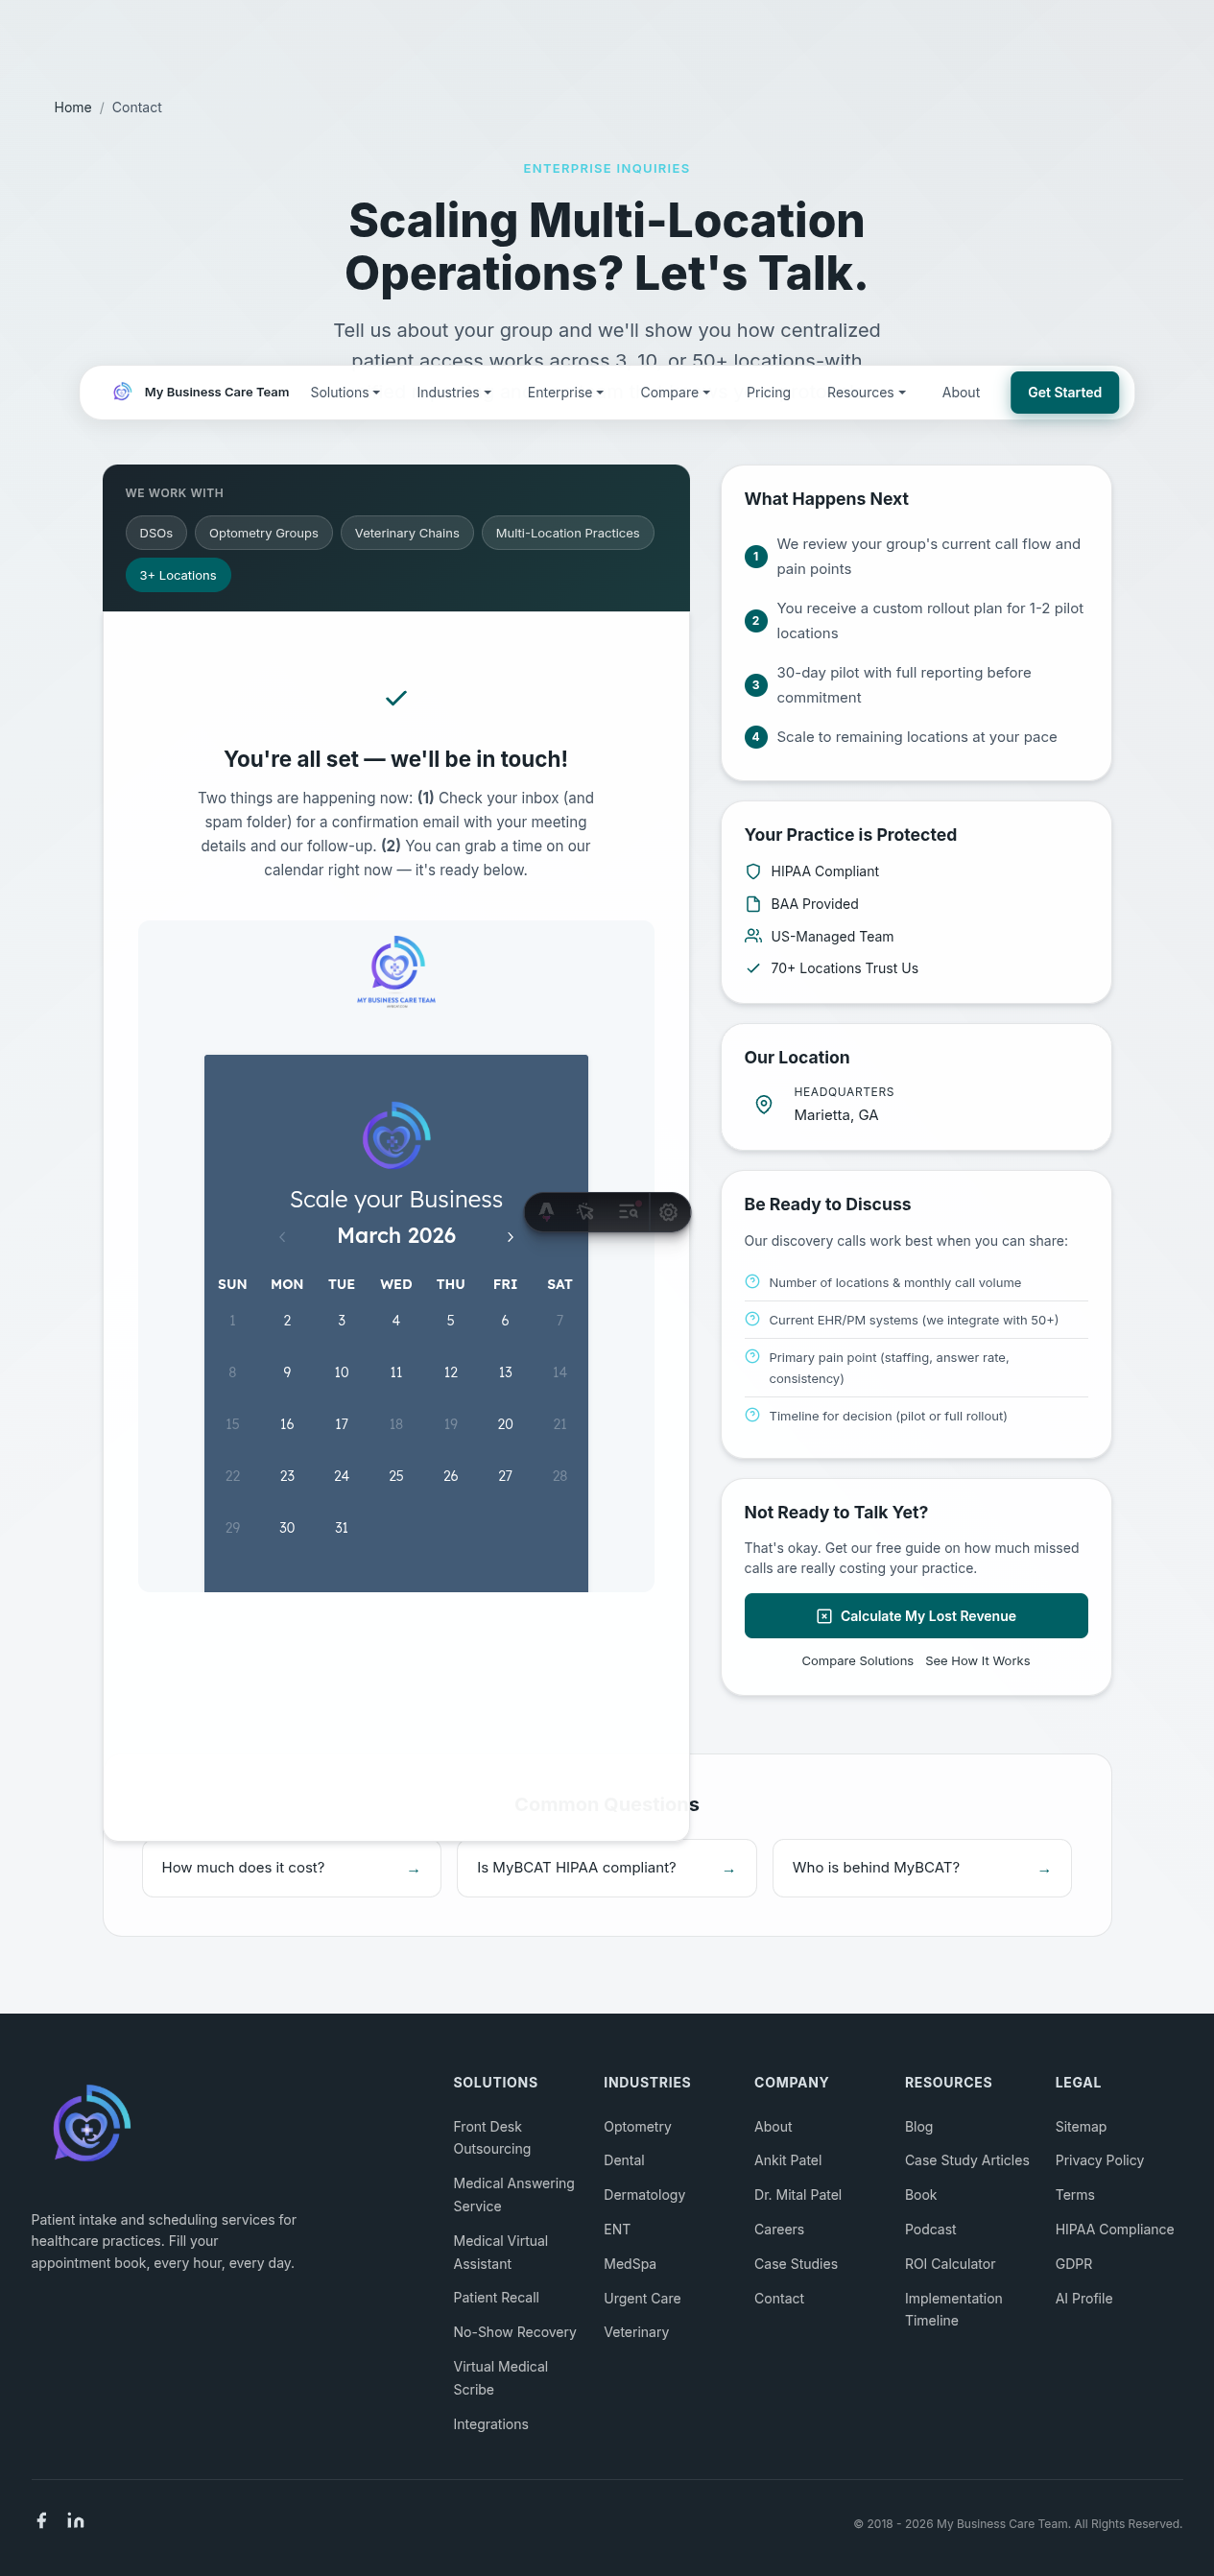 Home / Contact
ENTERPRISE INQUIRIES
Scaling Multi-Location
Operations? Let's Talk.
Tell us about your group and we'll show you how centralized
patient access works across 3, 10, or 50+ locations-with
My Business Care Team Solutions Industries Enterprise Compare Pricing Resources About Get Started
WE WORK WITH
DSOs Optometry Groups Veterinary Chains Multi-Location Practices
3+ Locations
You're all set — we'll be in touch!
Two things are happening now: (1) Check your inbox (and
spam folder) for a confirmation email with your meeting
details and our follow-up. (2) You can grab a time on our
calendar right now — it's ready below.
MY BUSINESS CARE TEAM
Scale your Business
‹ March 2026 ›
SUN MON TUE WED THU FRI SAT
1 2 3 4 5 6 7
8 9 10 11 12 13 14
15 16 17 18 19 20 21
22 23 24 25 26 27 28
29 30 31
What Happens Next
1 We review your group's current call flow and
pain points
2 You receive a custom rollout plan for 1-2 pilot
locations
3 30-day pilot with full reporting before
commitment
4 Scale to remaining locations at your pace
Your Practice is Protected
HIPAA Compliant
BAA Provided
US-Managed Team
70+ Locations Trust Us
Our Location
HEADQUARTERS
Marietta, GA
Be Ready to Discuss
Our discovery calls work best when you can share:
Number of locations & monthly call volume
Current EHR/PM systems (we integrate with 50+)
Primary pain point (staffing, answer rate,
consistency)
Timeline for decision (pilot or full rollout)
Not Ready to Talk Yet?
That's okay. Get our free guide on how much missed
calls are really costing your practice.
Calculate My Lost Revenue
Compare Solutions See How It Works
Common Questions
How much does it cost? →
Is MyBCAT HIPAA compliant? →
Who is behind MyBCAT? →
Patient intake and scheduling services for
healthcare practices. Fill your
appointment book, every hour, every day.
SOLUTIONS
Front Desk
Outsourcing
Medical Answering
Service
Medical Virtual
Assistant
Patient Recall
No-Show Recovery
Virtual Medical
Scribe
Integrations
INDUSTRIES
Optometry
Dental
Dermatology
ENT
MedSpa
Urgent Care
Veterinary
COMPANY
About
Ankit Patel
Dr. Mital Patel
Careers
Case Studies
Contact
RESOURCES
Blog
Case Study Articles
Book
Podcast
ROI Calculator
Implementation
Timeline
LEGAL
Sitemap
Privacy Policy
Terms
HIPAA Compliance
GDPR
AI Profile
© 2018 - 2026 My Business Care Team. All Rights Reserved.